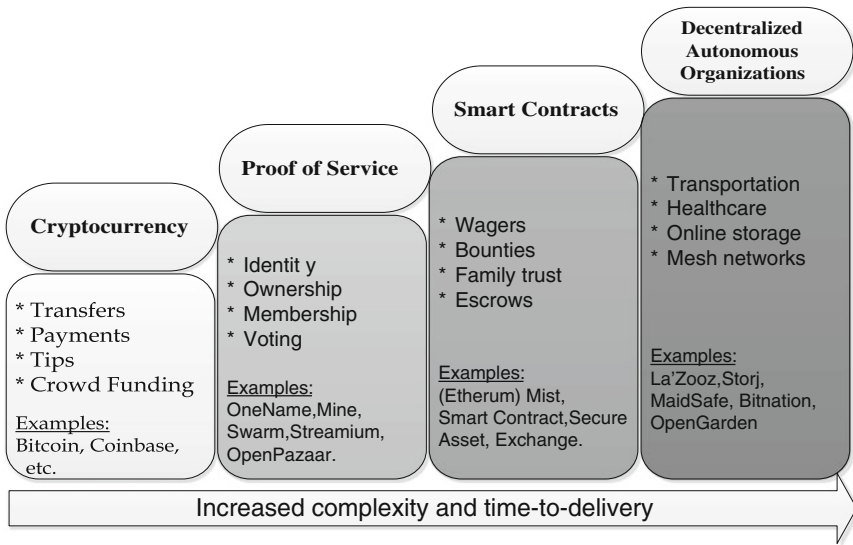 Cryptocurrency
* Transfers
* Payments
* Tips
* Crowd Funding
Examples:
Bitcoin, Coinbase,
etc.
Proof of Service
* Identit y
* Ownership
* Membership
* Voting
Examples:
OneName,Mine,
Swarm,Streamium,
OpenPazaar.
Smart Contracts
* Wagers
* Bounties
* Family trust
* Escrows
Examples:
(Etherum) Mist,
Smart Contract,Secure
Asset, Exchange.
Decentralized
Autonomous
Organizations
* Transportation
* Healthcare
* Online storage
* Mesh networks
Examples:
La'Zooz,Storj,
MaidSafe, Bitnation,
OpenGarden
Increased complexity and time-to-delivery